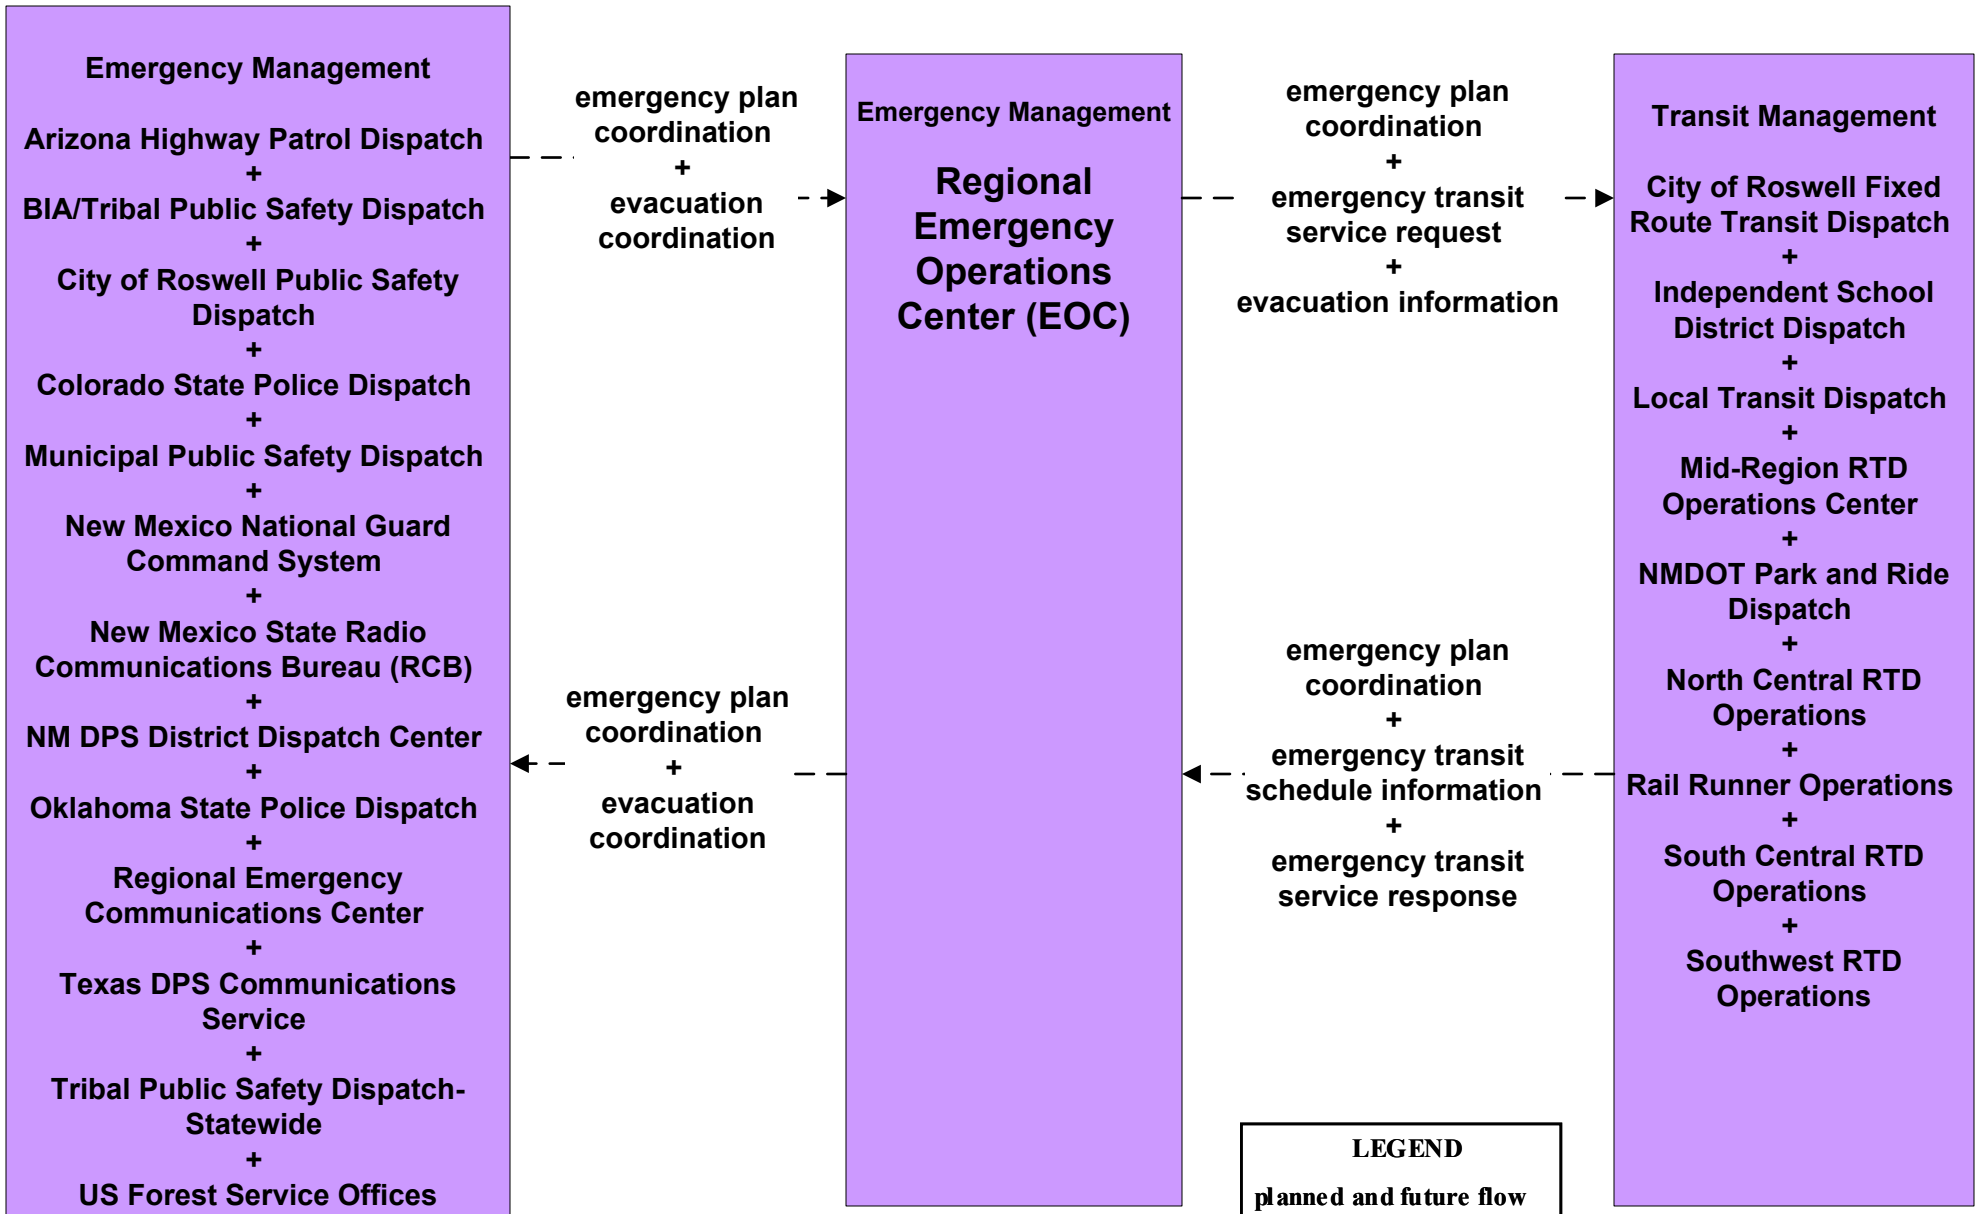 Emergency Management
Arizona Highway Patrol Dispatch
+
BIA/Tribal Public Safety Dispatch
+
City of Roswell Public Safety
Dispatch
+
Colorado State Police Dispatch
+
Municipal Public Safety Dispatch
+
New Mexico National Guard
Command System
+
New Mexico State Radio
Communications Bureau (RCB)
+
NM DPS District Dispatch Center
+
Oklahoma State Police Dispatch
+
Regional Emergency
Communications Center
+
Texas DPS Communications
Service
+
Tribal Public Safety Dispatch-
Statewide
+
US Forest Service Offices
emergency plan
coordination
+
evacuation
coordination
emergency plan
coordination
+
evacuation
coordination
Emergency Management
Regional
Emergency
Operations
Center (EOC)
emergency plan
coordination
+
emergency transit
service request
+
evacuation information
emergency plan
coordination
+
emergency transit
schedule information
+
emergency transit
service response
LEGEND
planned and future flow
Transit Management
City of Roswell Fixed
Route Transit Dispatch
+
Independent School
District Dispatch
+
Local Transit Dispatch
+
Mid-Region RTD
Operations Center
+
NMDOT Park and Ride
Dispatch
+
North Central RTD
Operations
+
Rail Runner Operations
+
South Central RTD
Operations
+
Southwest RTD
Operations